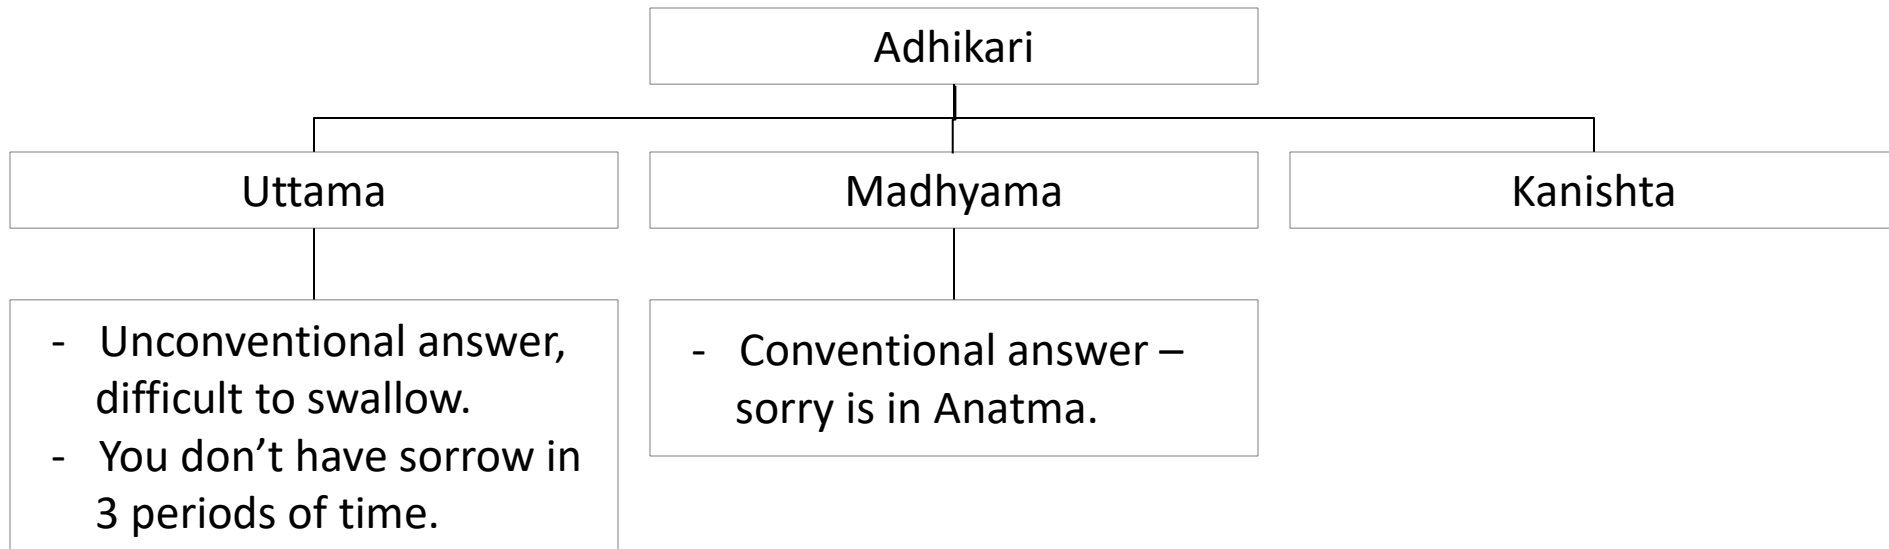 Adhikari
Uttama
Madhyama
Kanishta
- Unconventional answer,
difficult to swallow.
- You don’t have sorrow in
3 periods of time.
- Conventional answer –
sorry is in Anatma.